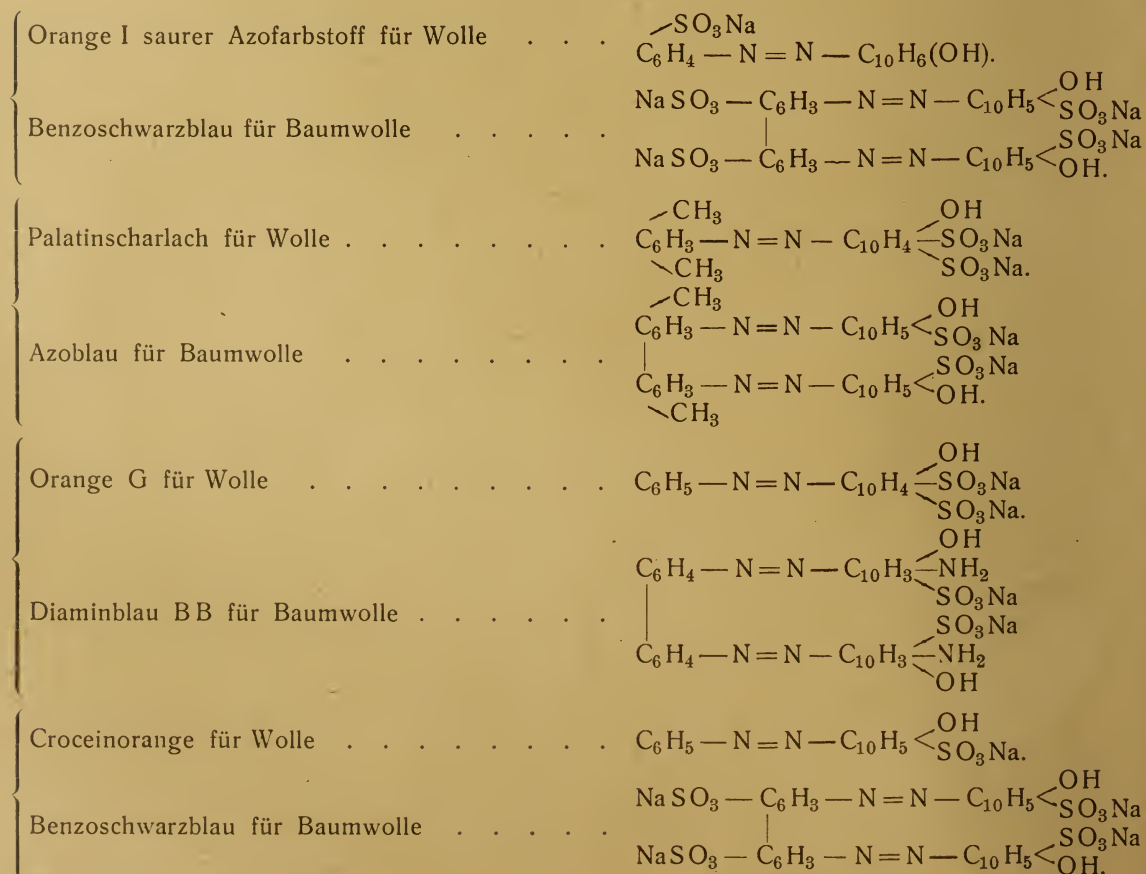 SO₃Na
Orange I saurer Azofarbstoff für Wolle . . . C₆H₄ — N = N — C₁₀H₆(OH).
OH
NaSO₃ — C₆H₃ — N = N — C₁₀H₅< SO₃Na
Benzoschwarzblau für Baumwolle . . . . .
SO₃Na
NaSO₃ — C₆H₃ — N = N — C₁₀H₅< OH.
CH₃ OH
Palatinscharlach für Wolle . . . . . . . . C₆H₃ — N = N — C₁₀H₄ — SO₃Na
CH₃ SO₃Na.
CH₃ OH
C₆H₃ — N = N — C₁₀H₅< SO₃Na
Azoblau für Baumwolle . . . . . . . .
SO₃Na
C₆H₃ — N = N — C₁₀H₅< OH.
CH₃
OH
Orange G für Wolle . . . . . . . . . C₆H₅ — N = N — C₁₀H₄ — SO₃Na
SO₃Na.
OH
C₆H₄ — N = N — C₁₀H₃ — NH₂
SO₃Na
Diaminblau BB für Baumwolle . . . . . .
SO₃Na
C₆H₄ — N = N — C₁₀H₃ — NH₂
OH
OH
Croceinorange für Wolle . . . . . . . . C₆H₅ — N = N — C₁₀H₅< SO₃Na.
OH
NaSO₃ — C₆H₃ — N = N — C₁₀H₅< SO₃Na
Benzoschwarzblau für Baumwolle . . . . .
SO₃Na
NaSO₃ — C₆H₃ — N = N — C₁₀H₅< OH.